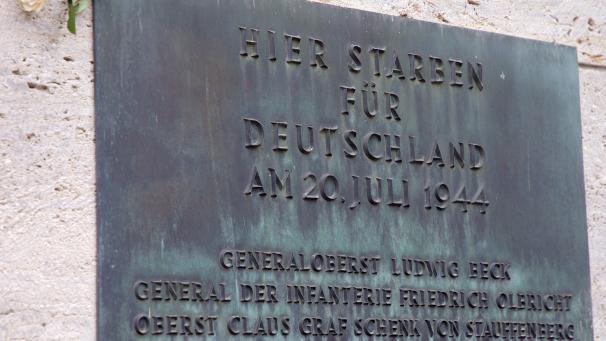 HIER STARBEN
FÜR
DEUTSCHLAND
AM 20. JULI 1944
GENERALOBERST LUDWIG BECK
GENERAL DER INFANTERIE FRIEDRICH OLBRICHT
OBERST CLAUS GRAF SCHENK VON STAUFFENBERG